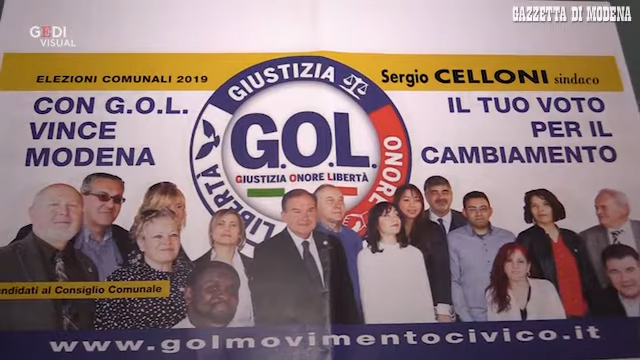 GEDI
VISUAL
GAZZETTA DI MODENA
ELEZIONI COMUNALI 2019
Sergio CELLONI sindaco
CON G.O.L.
VINCE
MODENA
GIUSTIZIA
ONORE
LIBERTÀ
G.O.L.
GIUSTIZIA ONORE LIBERTÀ
IL TUO VOTO
PER IL
CAMBIAMENTO
ndidati al Consiglio Comunale
www.golmovimentocivico.it